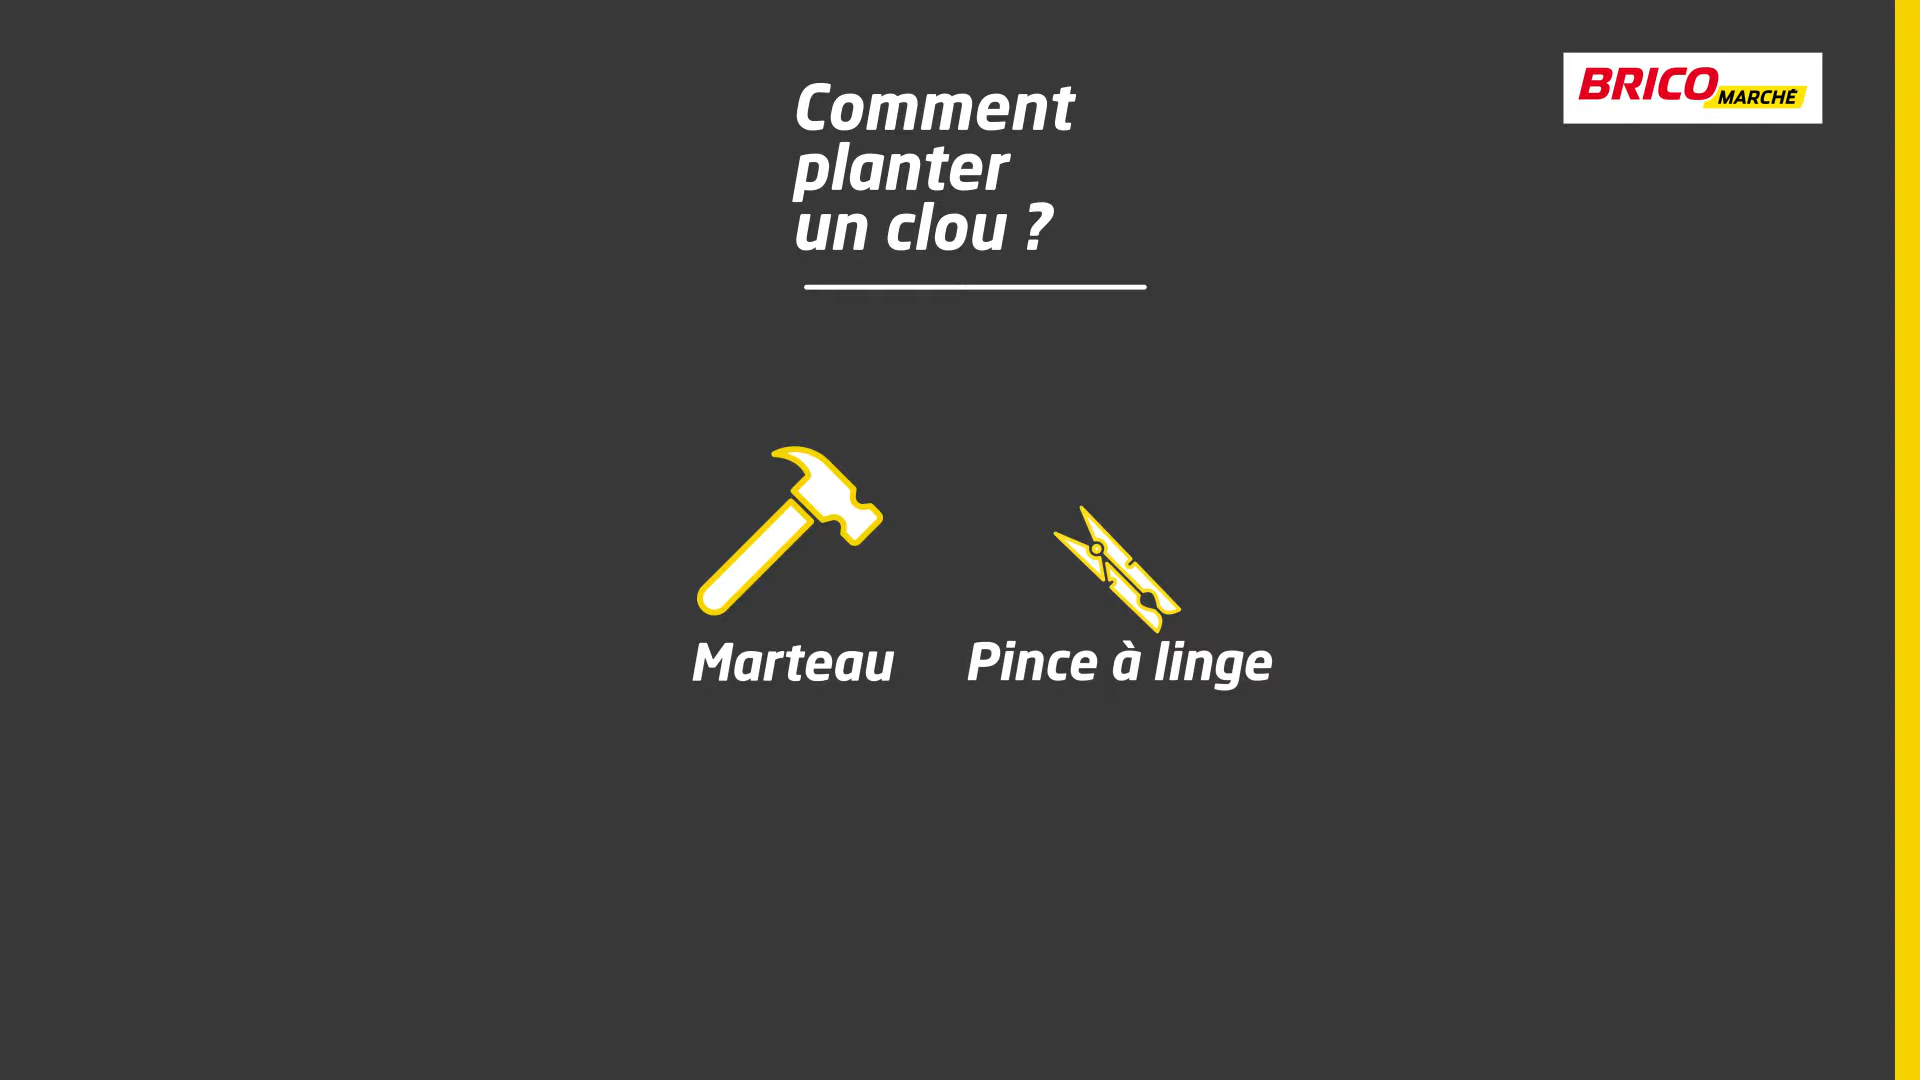 Comment
planter
un clou ?
BRICO
MARCHÉ
Marteau
Pince à linge